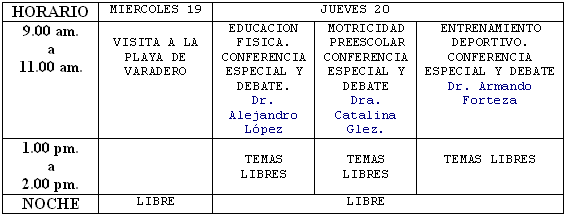 HORARIO MIERCOLES 19 JUEVES 20
9.00 am.
a
11.00 am.
VISITA A LA
PLAYA DE
VARADERO
EDUCACION
FISICA.
CONFERENCIA
ESPECIAL Y
DEBATE.
Dr.
Alejandro
López
MOTRICIDAD
PREESCOLAR
CONFERENCIA
ESPECIAL Y
DEBATE
Dra.
Catalina
Glez.
ENTRENAMIENTO
DEPORTIVO.
CONFERENCIA
ESPECIAL Y DEBATE
Dr. Armando
Forteza
1.00 pm.
a
2.00 pm.
TEMAS
LIBRES
TEMAS
LIBRES
TEMAS LIBRES
NOCHE LIBRE LIBRE